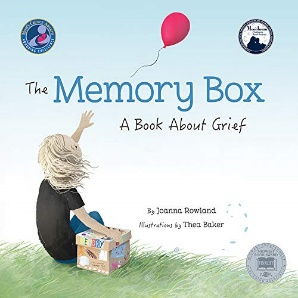 The Memory Box
A Book About Grief
By Joanna Rowland
Illustrations by Thea Baker